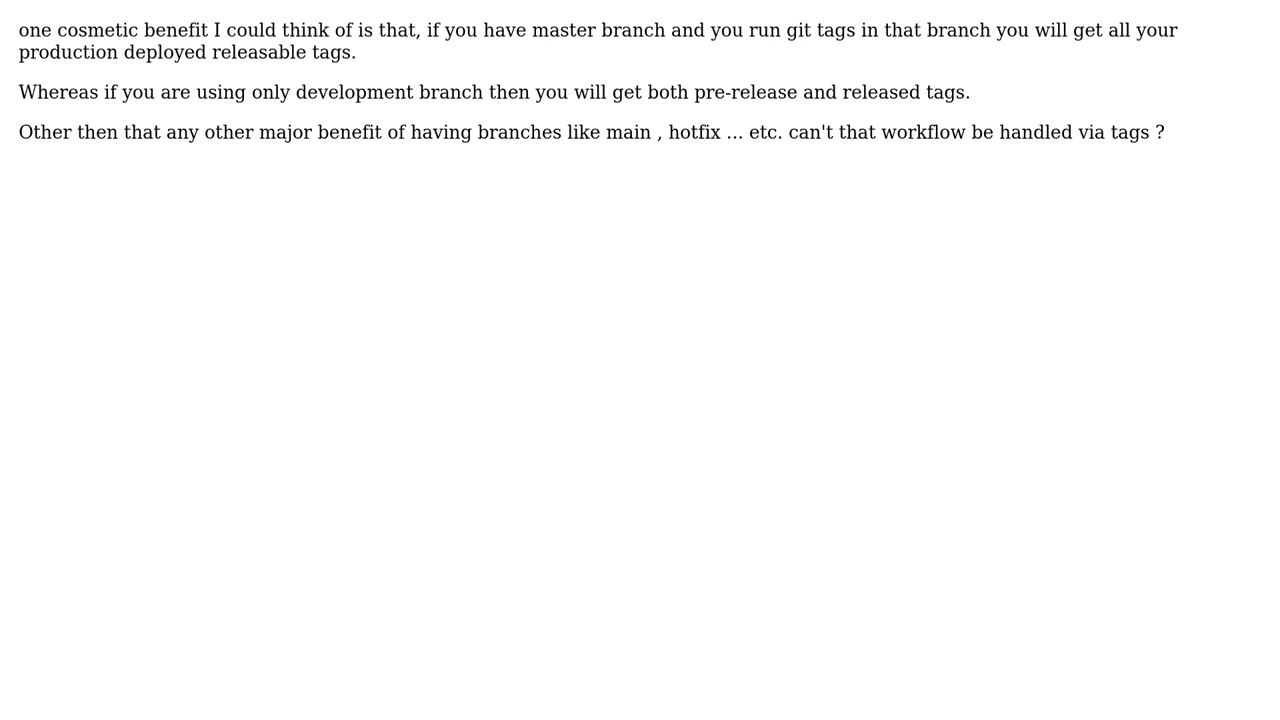 one cosmetic benefit I could think of is that, if you have master branch and you run git tags in that branch you will get all your
production deployed releasable tags.
Whereas if you are using only development branch then you will get both pre-release and released tags.
Other then that any other major benefit of having branches like main , hotfix ... etc. can't that workflow be handled via tags ?